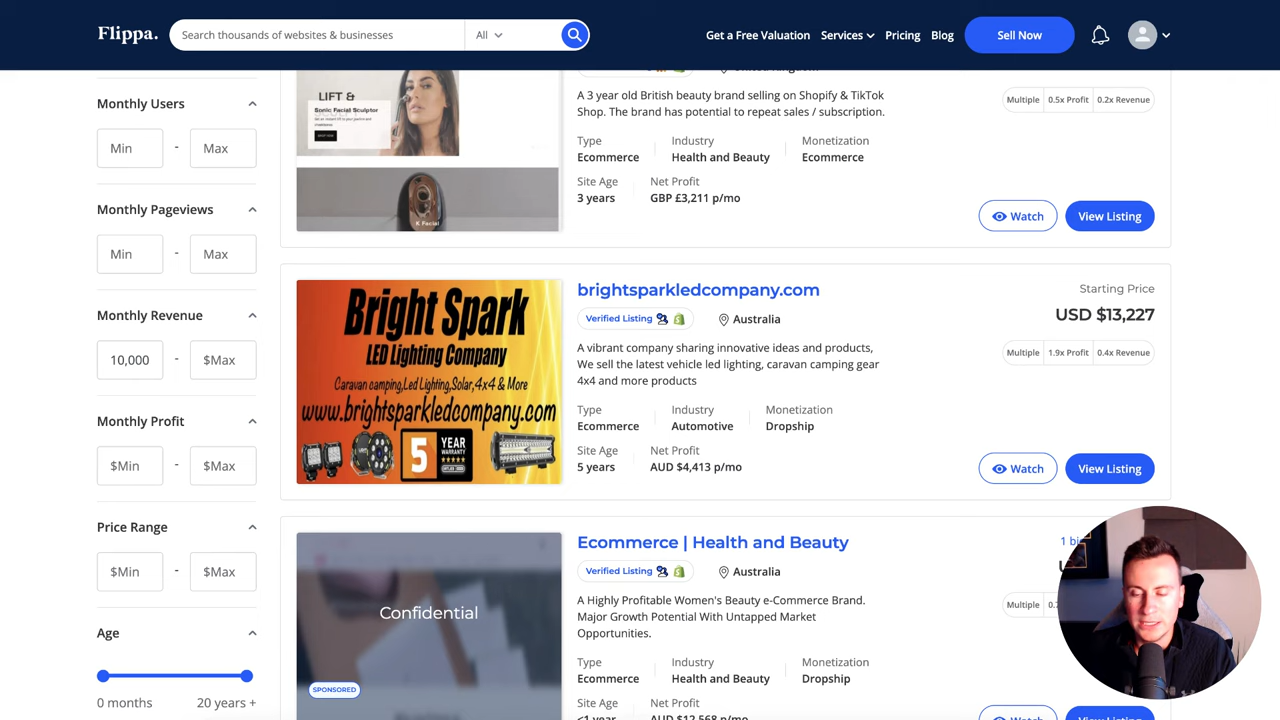 Flippa.
Search thousands of websites & businesses
All
Get a Free Valuation
Services
Pricing
Blog
Sell Now
Monthly Users
Min - Max
Monthly Pageviews
Min - Max
Monthly Revenue
10,000 - $Max
Monthly Profit
$Min - $Max
Price Range
$Min - $Max
Age
0 months
20 years +
LIFT &
Sonic Facial Sculptor
SHOP NOW
K Facial
A 3 year old British beauty brand selling on Shopify & TikTok
Shop. The brand has potential to repeat sales / subscription.
Multiple 0.5x Profit 0.2x Revenue
Type Industry Monetization
Ecommerce Health and Beauty Ecommerce
Site Age Net Profit
3 years GBP £3,211 p/mo
Watch View Listing
Bright Spark
LED Lighting Company
Caravan camping,Led Lighting,Solar,4x4 & More
www.brightsparkledcompany.com
5 YEAR
WARRANTY
brightsparkledcompany.com
Starting Price
Verified Listing Australia
USD $13,227
A vibrant company sharing innovative ideas and products,
We sell the latest vehicle led lighting, caravan camping gear
4x4 and more products
Multiple 1.9x Profit 0.4x Revenue
Type Industry Monetization
Ecommerce Automotive Dropship
Site Age Net Profit
5 years AUD $4,413 p/mo
Watch View Listing
Confidential
SPONSORED
Ecommerce | Health and Beauty
1
Verified Listing Australia
A Highly Profitable Women's Beauty e-Commerce Brand.
Major Growth Potential With Untapped Market
Opportunities.
Multiple
Type Industry Monetization
Ecommerce Health and Beauty Dropship
Site Age Net Profit
<1 year AUD $12,568 p/mo